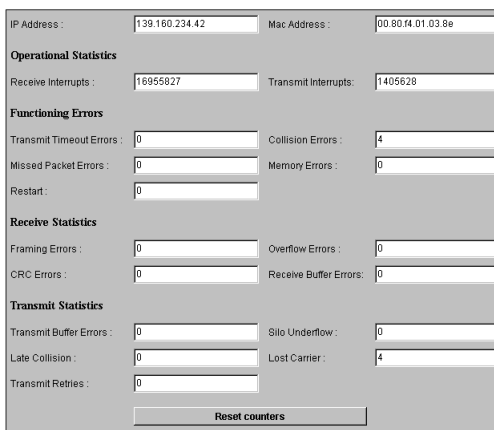 IP Address : 139.160.234.42 Mac Address : 00.80.f4.01.03.8e
Operational Statistics
Receive Interrupts : 16955827 Transmit Interrupts: 1405628
Functioning Errors
Transmit Timeout Errors : 0 Collision Errors : 4
Missed Packet Errors : 0 Memory Errors : 0
Restart : 0
Receive Statistics
Framing Errors : 0 Overflow Errors : 0
CRC Errors : 0 Receive Buffer Errors: 0
Transmit Statistics
Transmit Buffer Errors : 0 Silo Underflow : 0
Late Collision : 0 Lost Carrier : 4
Transmit Retries : 0
Reset counters